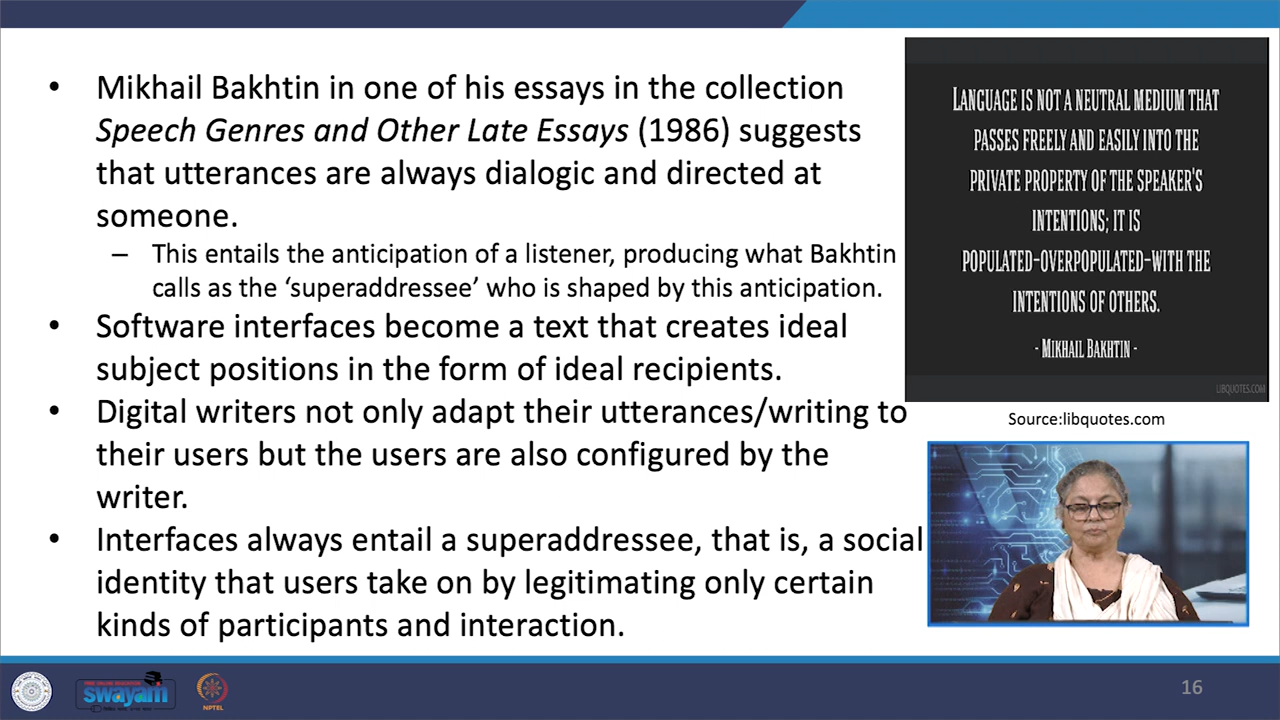 • Mikhail Bakhtin in one of his essays in the collection
Speech Genres and Other Late Essays (1986) suggests
that utterances are always dialogic and directed at
someone.
– This entails the anticipation of a listener, producing what Bakhtin
calls as the ‘superaddressee’ who is shaped by this anticipation.
• Software interfaces become a text that creates ideal
subject positions in the form of ideal recipients.
• Digital writers not only adapt their utterances/writing to
their users but the users are also configured by the
writer.
• Interfaces always entail a superaddressee, that is, a social
identity that users take on by legitimating only certain
kinds of participants and interaction.
LANGUAGE IS NOT A NEUTRAL MEDIUM THAT
PASSES FREELY AND EASILY INTO THE
PRIVATE PROPERTY OF THE SPEAKER'S
INTENTIONS; IT IS
POPULATED-OVERPOPULATED-WITH THE
INTENTIONS OF OTHERS.
- MIKHAIL BAKHTIN -
LIBQUOTES.COM
Source:libquotes.com
FREE ONLINE EDUCATION
swayam
NPTEL
16